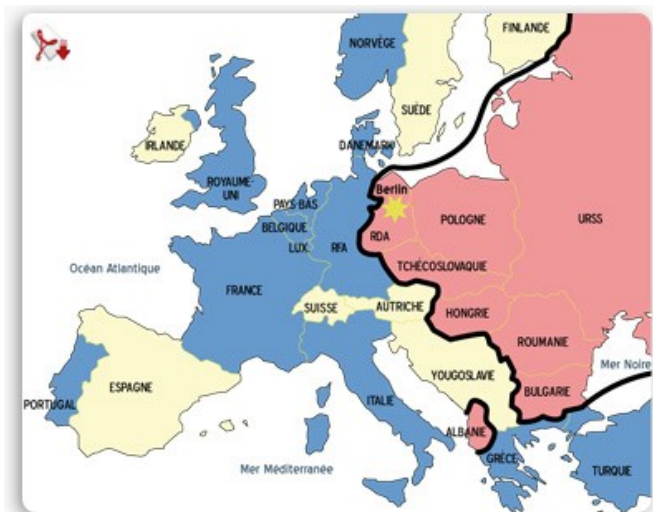 FINLANDE
NORVÈGE
SUÈDE
IRLANDE
DANEMARK
ROYAUME-
UNI
Berlin
PAYS-BAS
BELGIQUE
LUX
RFA
RDA
POLOGNE
URSS
TCHÉCOSLOVAQUIE
Océan Atlantique
FRANCE
SUISSE
AUTRICHE
HONGRIE
ROUMANIE
Mer Noire
YOUGOSLAVIE
BULGARIE
ESPAGNE
PORTUGAL
ITALIE
ALBANIE
GRÈCE
Mer Méditerranée
TURQUIE